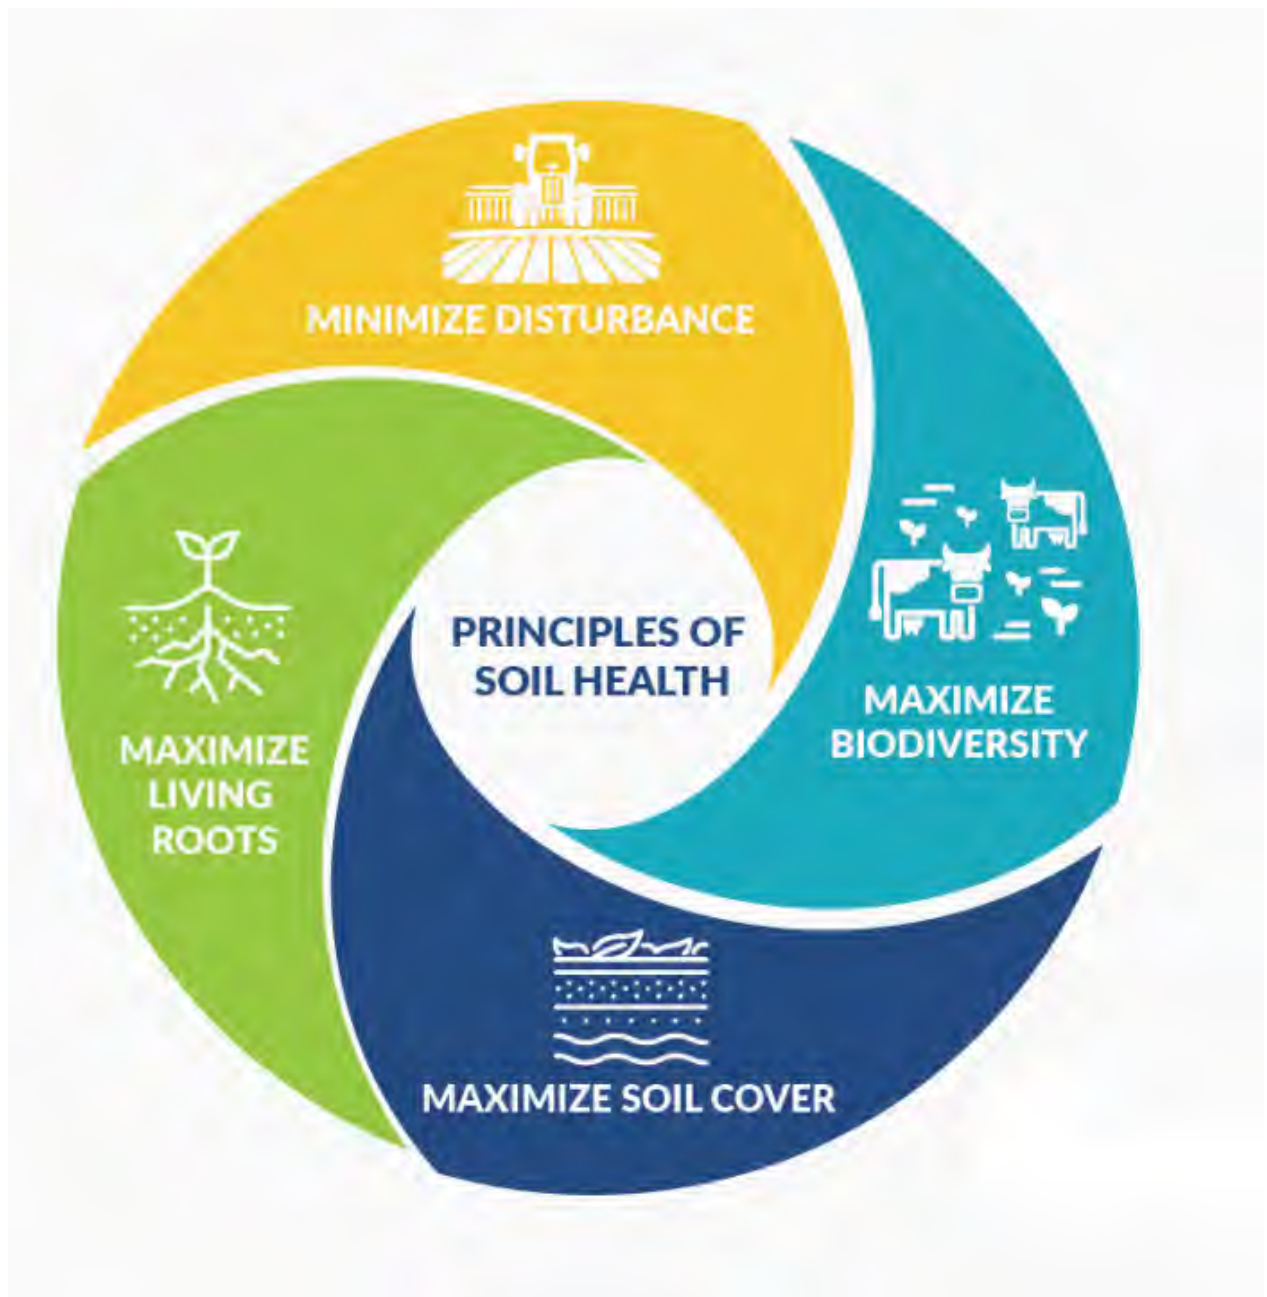 MINIMIZE DISTURBANCE
PRINCIPLES OF
SOIL HEALTH
MAXIMIZE
BIODIVERSITY
MAXIMIZE
LIVING
ROOTS
MAXIMIZE SOIL COVER